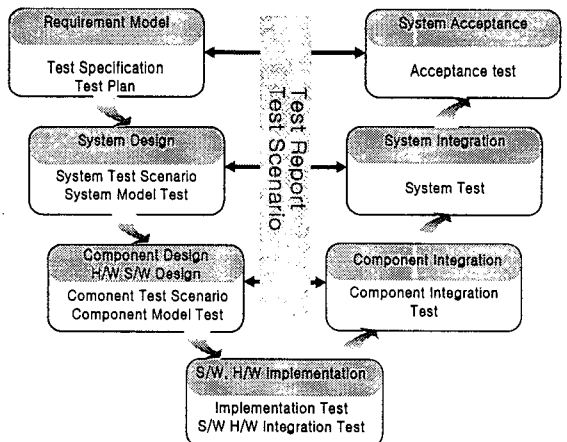 Requirement Model
Test Specification
Test Plan
System Design
System Test Scenario
System Model Test
Component Design
H/W S/W Design
Comonent Test Scenario
Component Model Test
S/W, H/W Implementation
Implementation Test
S/W H/W Integration Test
Test Report
Test Scenario
System Acceptance
Acceptance test
System Integration
System Test
Component Integration
Component Integration
Test